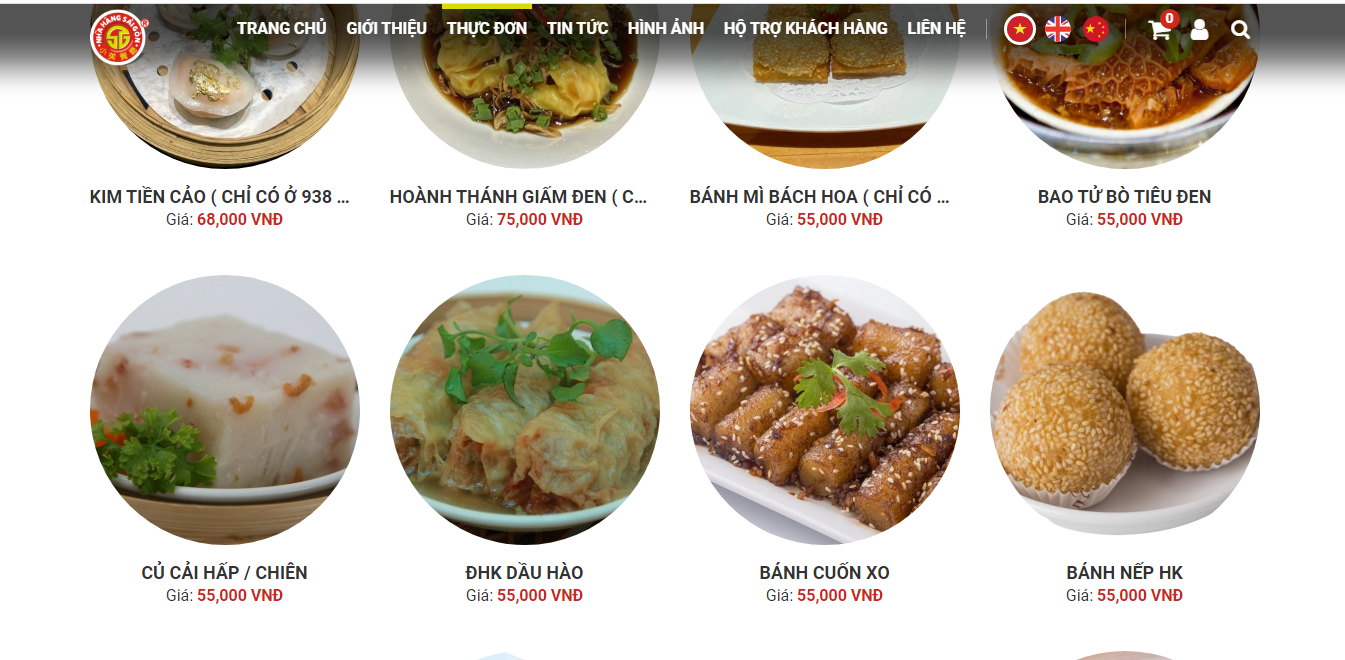 NHÀ HÀNG SÀI GÒN
SG
®
TRANG CHỦ
GIỚI THIỆU
THỰC ĐƠN
TIN TỨC
HÌNH ẢNH
HỖ TRỢ KHÁCH HÀNG
LIÊN HỆ
0
KIM TIỀN CẢO ( CHỈ CÓ Ở 938 ...
Giá: 68,000 VNĐ
HOÀNH THÁNH GIẤM ĐEN ( C...
Giá: 75,000 VNĐ
BÁNH MÌ BÁCH HOA ( CHỈ CÓ ...
Giá: 55,000 VNĐ
BAO TỬ BÒ TIÊU ĐEN
Giá: 55,000 VNĐ
CỦ CẢI HẤP / CHIÊN
Giá: 55,000 VNĐ
ĐHK DẦU HÀO
Giá: 55,000 VNĐ
BÁNH CUỐN XO
Giá: 55,000 VNĐ
BÁNH NẾP HK
Giá: 55,000 VNĐ